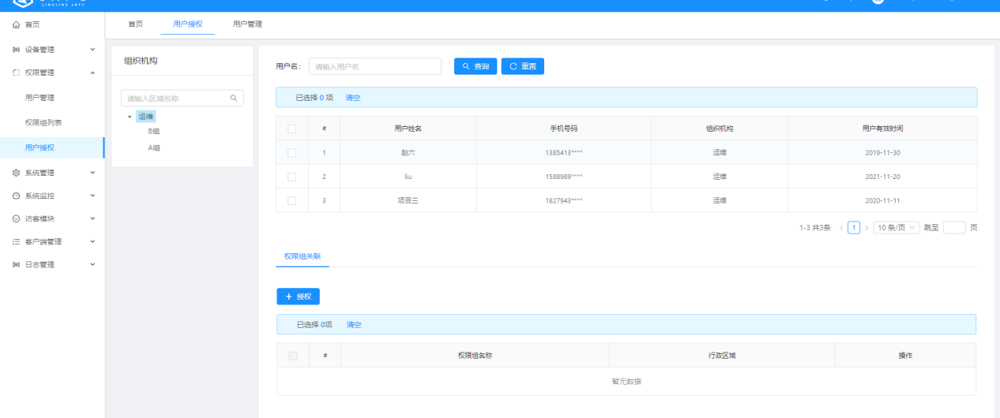 LINGLING eNFC
首页
设备管理
权限管理
用户管理
权限组列表
用户授权
系统管理
系统监控
访客模块
客户端管理
日志管理
首页 用户授权 用户管理
组织机构
请输入区域名称
运维
B组
A组
用户名: 请输入用户名 查询 重置
已选择 0 项 清空
# 用户姓名 手机号码 组织机构 用户有效时间
1 赵六 1385413**** 运维 2019-11-30
2 liu 1588989**** 运维 2021-11-20
3 项目三 1827943**** 运维 2020-11-11
1-3 共3条 < 1 > 10 条/页 跳至 页
权限组关联
+ 授权
已选择 0项 清空
# 权限组名称 行政区域 操作
暂无数据